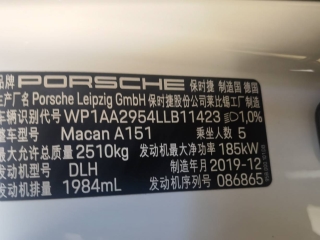 品牌 PORSCHE 保时捷 制造国 德国
生产厂名 Porsche Leipzig GmbH 保时捷股份公司莱比锡工厂制造
车辆识别代号 WP1AA2954LLB11423 1,0%
整车型号 Macan A151 乘坐人数 5
最大允许总质量 2510kg 发动机最大净功率 185kW
发动机型号 DLH 制造年月 2019-12
发动机排量 1984mL 发动机序列号 086865